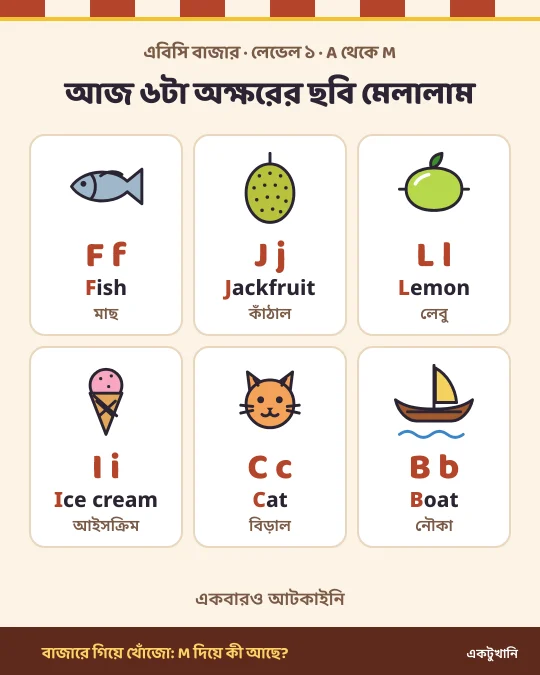 এবিসি বাজার · লেভেল ১ · A থেকে M
আজ ৬টা অক্ষরের ছবি মেলালাম
F f
Fish
মাছ
J j
Jackfruit
কাঁঠাল
L l
Lemon
লেবু
I i
Ice cream
আইসক্রিম
C c
Cat
বিড়াল
B b
Boat
নৌকা
একবারও আটকাইনি
বাজারে গিয়ে খোঁজো: M দিয়ে কী আছে?
একটুখানি